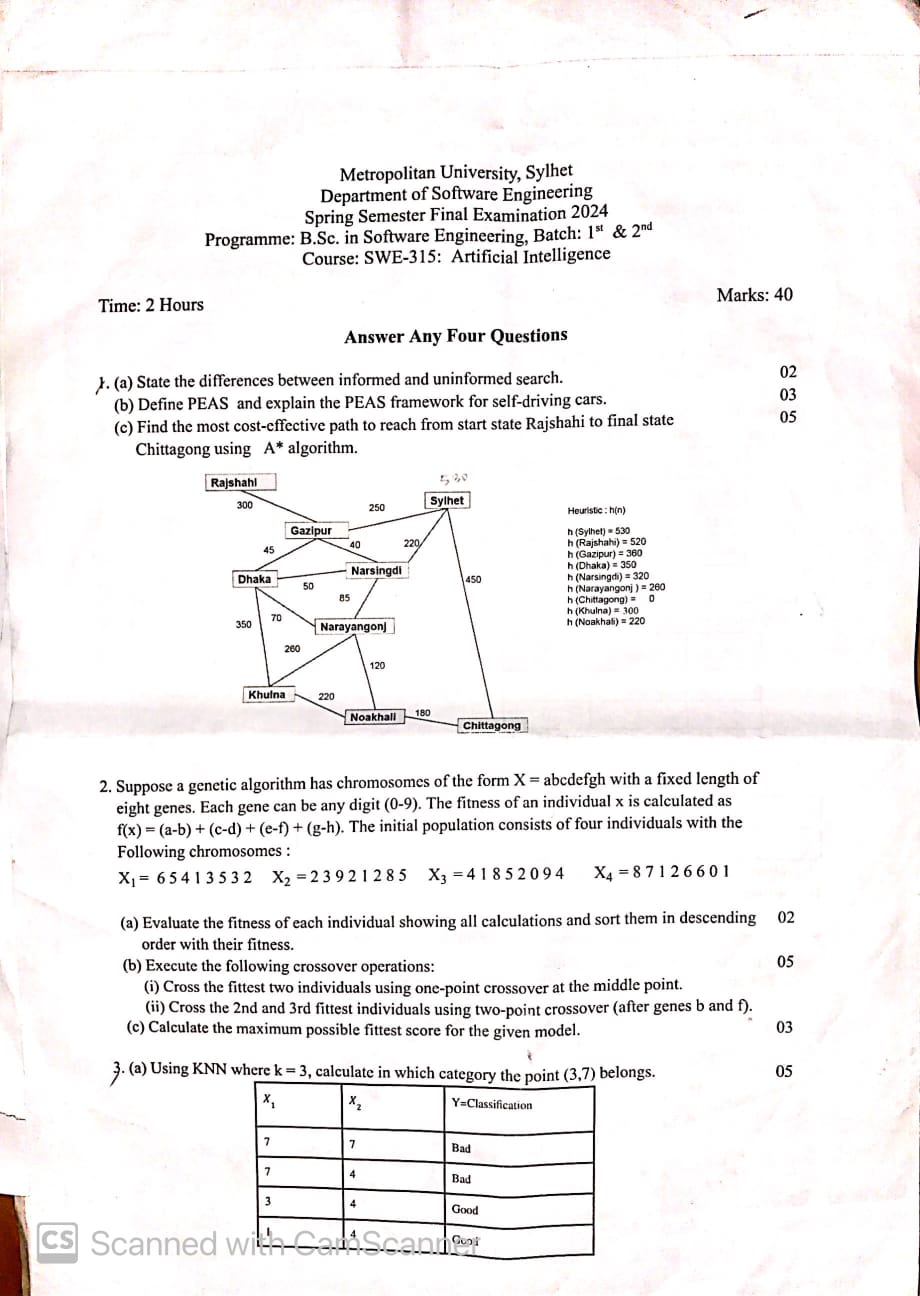 Metropolitan University, Sylhet
Department of Software Engineering
Spring Semester Final Examination 2024
Programme: B.Sc. in Software Engineering, Batch: 1st & 2nd
Course: SWE-315: Artificial Intelligence
Time: 2 Hours
Marks: 40
Answer Any Four Questions
1. (a) State the differences between informed and uninformed search. 02
(b) Define PEAS and explain the PEAS framework for self-driving cars. 03
(c) Find the most cost-effective path to reach from start state Rajshahi to final state 05
Chittagong using A* algorithm.
530
Rajshahi
Sylhet
300
250
Gazipur
45
40
220
Dhaka
Narsingdi
50
450
85
350
70
Narayangonj
260
120
Khulna
220
Noakhali
180
Chittagong
Heuristic : h(n)
h (Sylhet) = 530
h (Rajshahi) = 520
h (Gazipur) = 360
h (Dhaka) = 350
h (Narsingdi) = 320
h (Narayangonj ) = 260
h (Chittagong) = 0
h (Khulna) = 300
h (Noakhali) = 220
2. Suppose a genetic algorithm has chromosomes of the form X = abcdefgh with a fixed length of
eight genes. Each gene can be any digit (0-9). The fitness of an individual x is calculated as
f(x) = (a-b) + (c-d) + (e-f) + (g-h). The initial population consists of four individuals with the
Following chromosomes :
X₁ = 6 5 4 1 3 5 3 2 X₂ = 2 3 9 2 1 2 8 5 X₃ = 4 1 8 5 2 0 9 4 X₄ = 8 7 1 2 6 6 0 1
(a) Evaluate the fitness of each individual showing all calculations and sort them in descending 02
order with their fitness.
(b) Execute the following crossover operations: 05
(i) Cross the fittest two individuals using one-point crossover at the middle point.
(ii) Cross the 2nd and 3rd fittest individuals using two-point crossover (after genes b and f).
(c) Calculate the maximum possible fittest score for the given model. 03
3. (a) Using KNN where k = 3, calculate in which category the point (3,7) belongs. 05
X₁ X₂ Y=Classification
7 7 Bad
7 4 Bad
3 4 Good
1 4 Good
CS Scanned with CamScanner